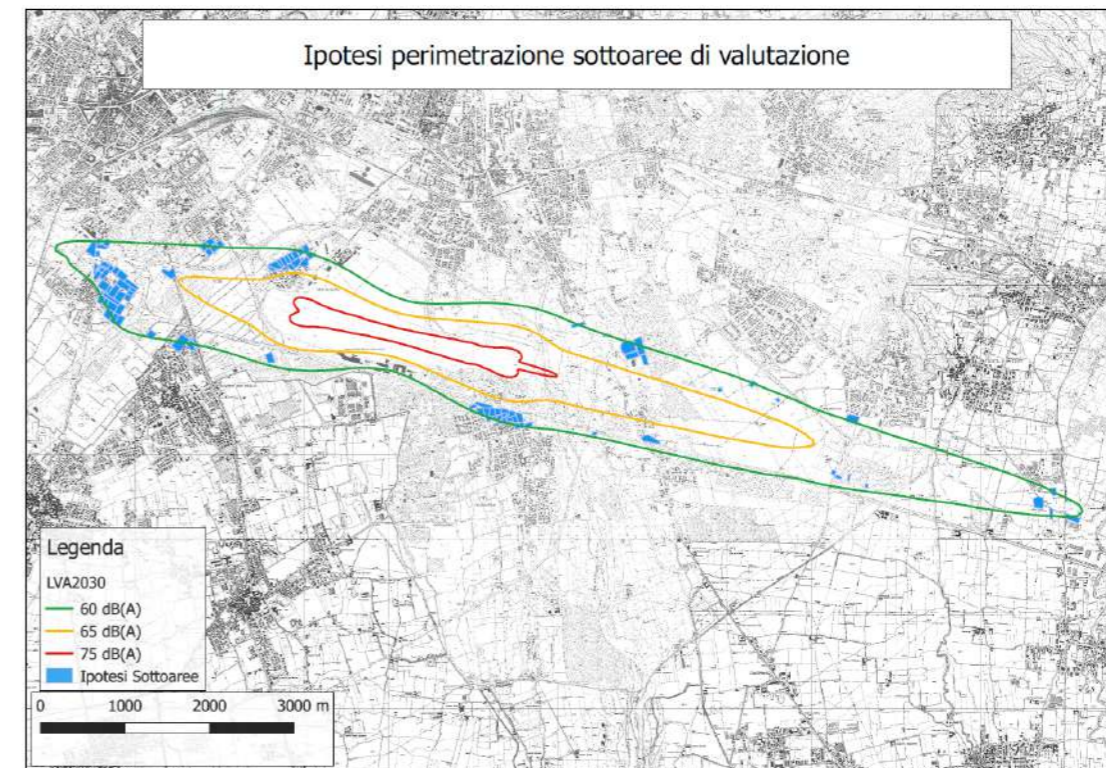 Ipotesi perimetrazione sottoaree di valutazione
Legenda
LVA2030
60 dB(A)
65 dB(A)
75 dB(A)
Ipotesi Sottoaree
0 1000 2000 3000 m